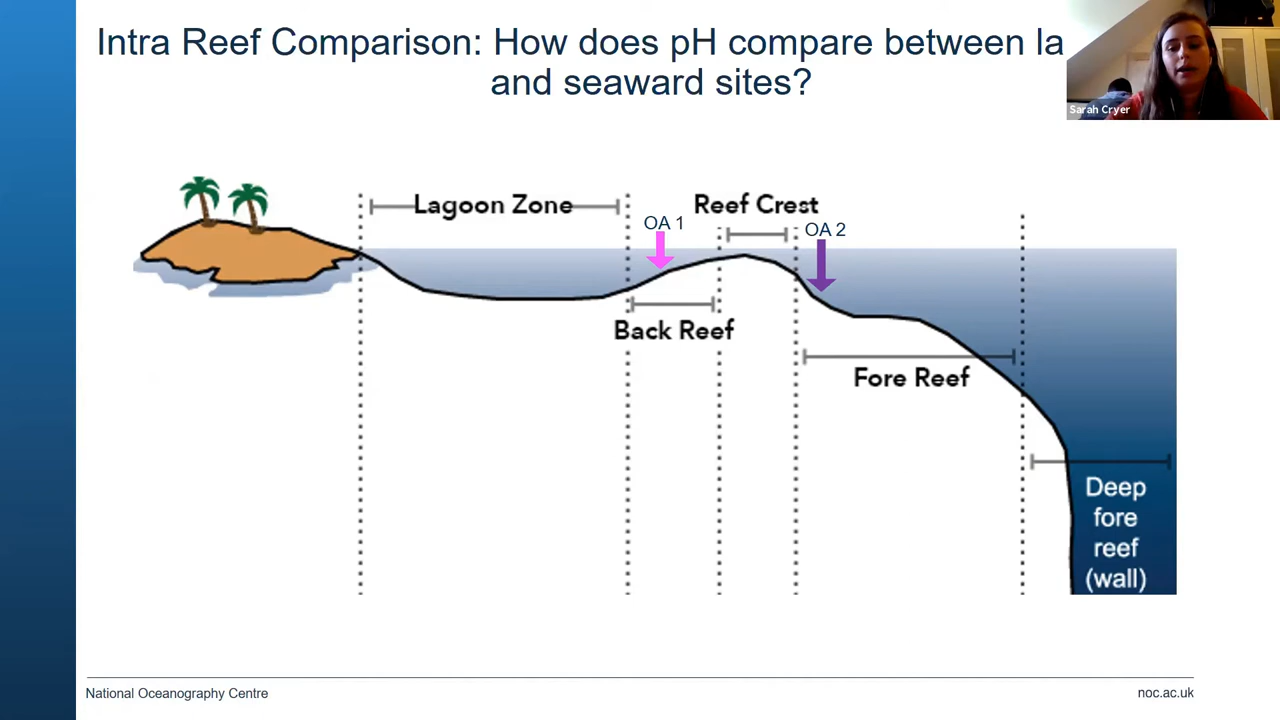 Intra Reef Comparison: How does pH compare between la
and seaward sites?
Sarah Cryer
Lagoon Zone
Reef Crest
OA 1
OA 2
Back Reef
Fore Reef
Deep
fore
reef
(wall)
National Oceanography Centre
noc.ac.uk